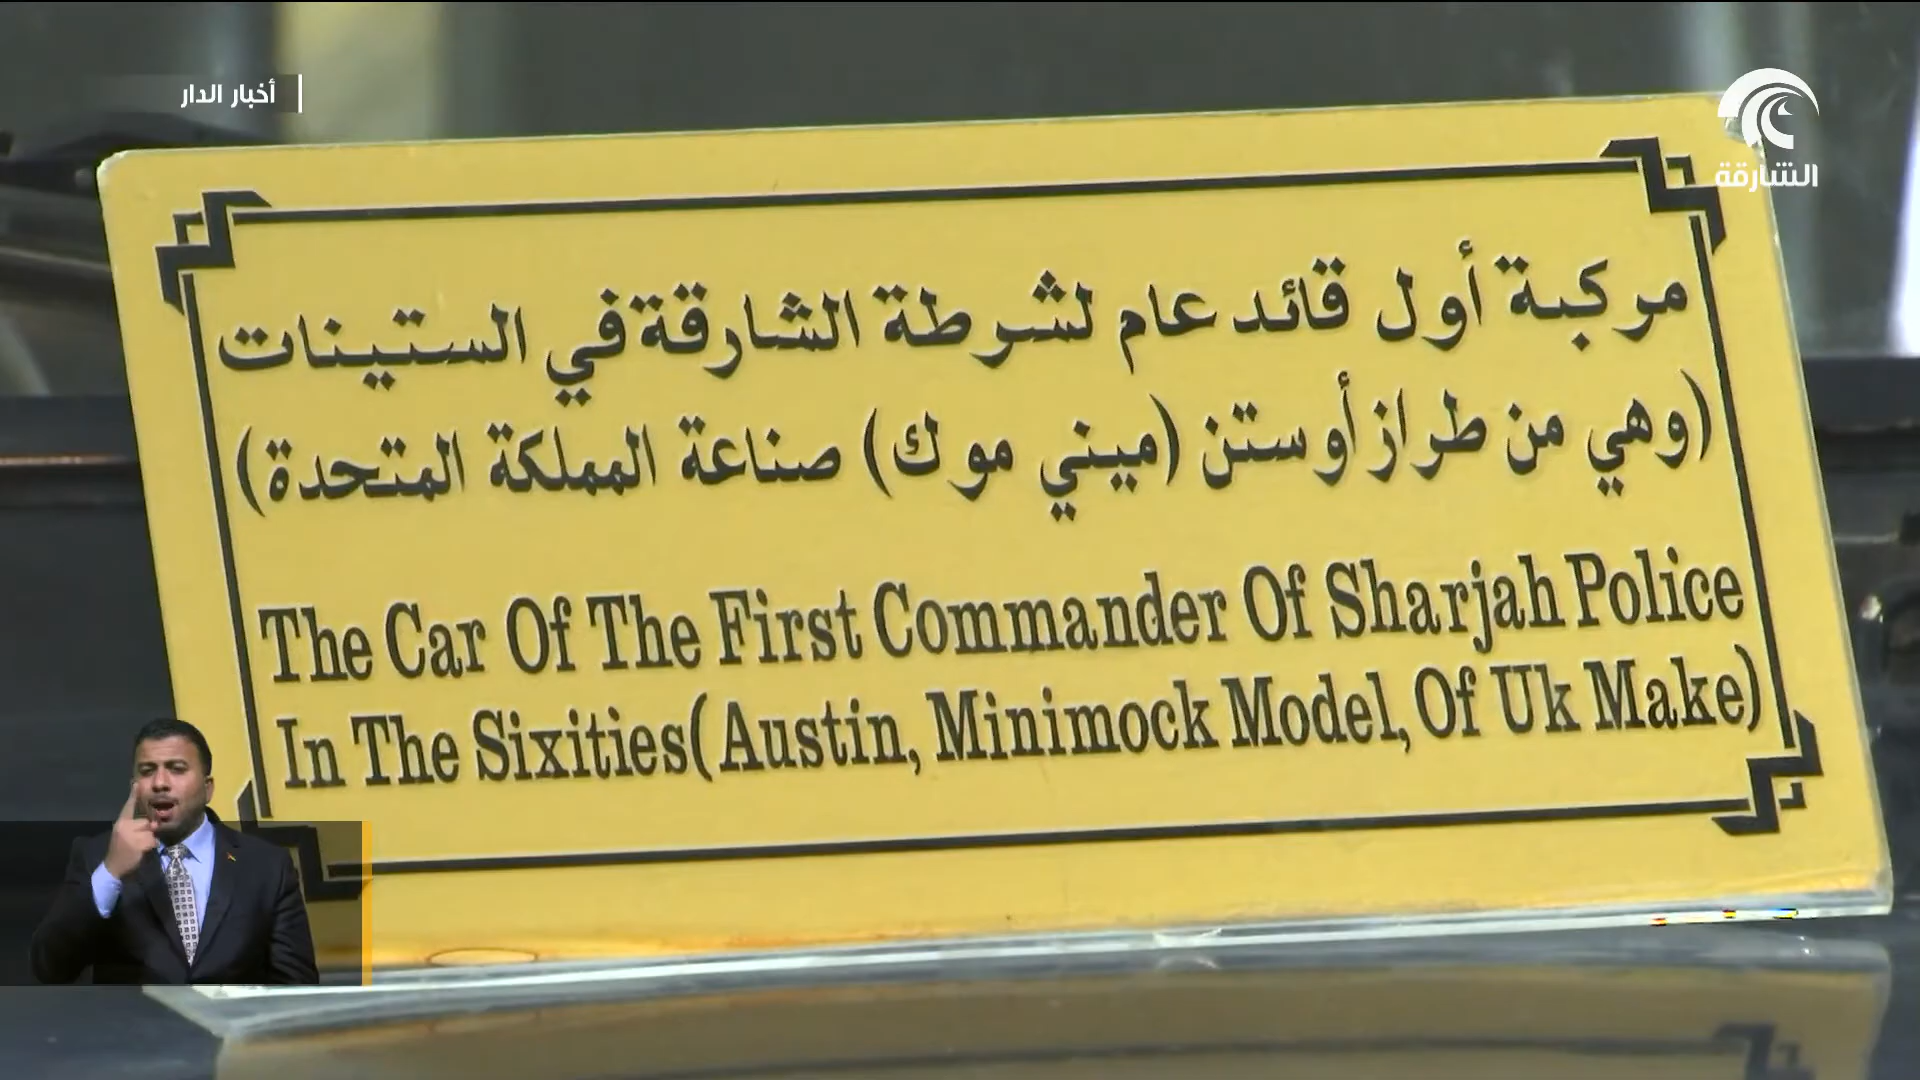 أخبار الدار
الشارقة
مركبة أول قائد عام لشرطة الشارقة في الستينات
(وهي من طراز أوستن (ميني موك) صناعة المملكة المتحدة)
The Car Of The First Commander Of Sharjah Police
In The Sixities(Austin, Minimock Model, Of Uk Make)